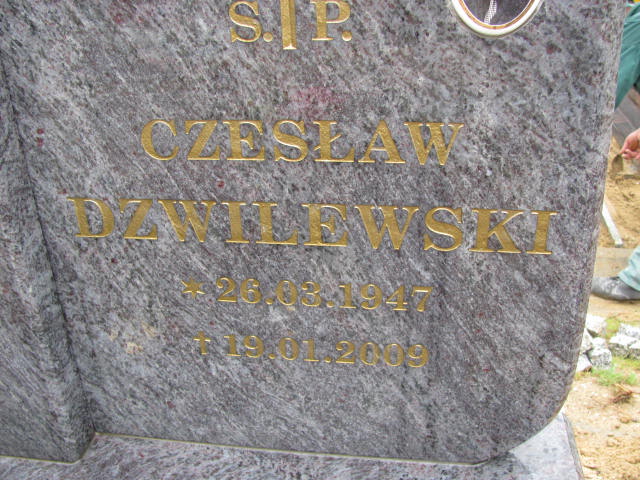 Ś.†P.
CZESŁAW
DZWILEWSKI
* 26.03.1947
† 19.01.2009